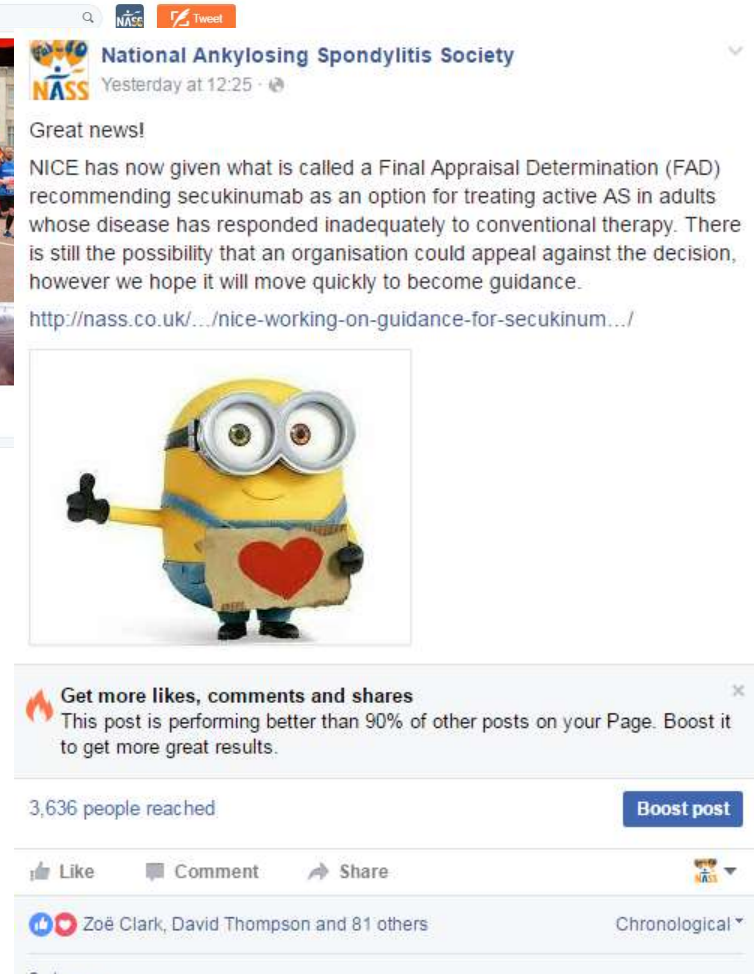 NASS Tweet
National Ankylosing Spondylitis Society
NASS
Yesterday at 12:25 ·
Great news!
NICE has now given what is called a Final Appraisal Determination (FAD)
recommending secukinumab as an option for treating active AS in adults
whose disease has responded inadequately to conventional therapy. There
is still the possibility that an organisation could appeal against the decision,
however we hope it will move quickly to become guidance.
http://nass.co.uk/.../nice-working-on-guidance-for-secukinum.../
Get more likes, comments and shares
This post is performing better than 90% of other posts on your Page. Boost it
to get more great results.
3,636 people reached Boost post
Like Comment Share NASS
Zoë Clark, David Thompson and 81 others Chronological